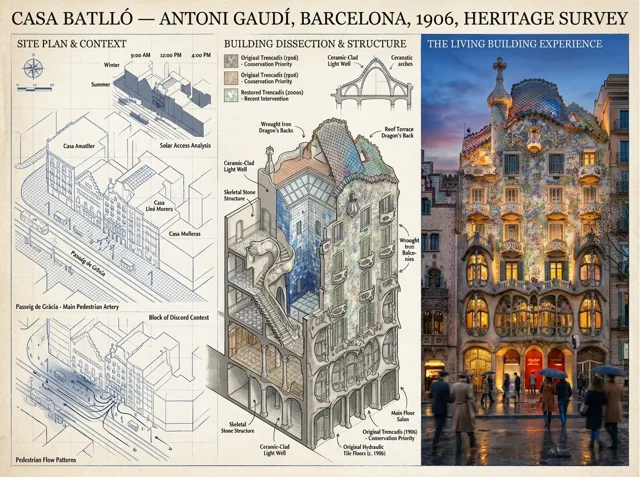 CASA BATLLÓ — ANTONI GAUDÍ, BARCELONA, 1906, HERITAGE SURVEY
SITE PLAN & CONTEXT
9:00 AM 12:00 PM 4:00 PM
Winter
Summer
Solar Access Analysis
Casa Amatller
Casa
Lleó Morera
Casa Molleras
Passeig de Gràcia
Passeig de Gràcia - Main Pedestrian Artery
Block of Discord Context
Pedestrian Flow Patterns
BUILDING DISSECTION & STRUCTURE
Original Trencadís (1906)
- Conservation Priority
Original Trencadís (1906)
- Conservation Priority
Restored Trencadís (2000s)
- Recent Intervention
Ceramic-Clad
Light Well
Ceranstic
arches
Wrought Iron
Dragon's Backs
Roof Terrace
Dragon's Back
Ceramic-Clad
Light Well
Skeletal Stone
Structure
Wrought
Iron
Balco-
nies
Skeletal
Stone Structure
Ceramic-Clad
Light Well
Main Floor
Salon
Original Trencadís (1906)
- Conservation Priority
Original Hydraulic
Tile Floors (c. 1906)
THE LIVING BUILDING EXPERIENCE